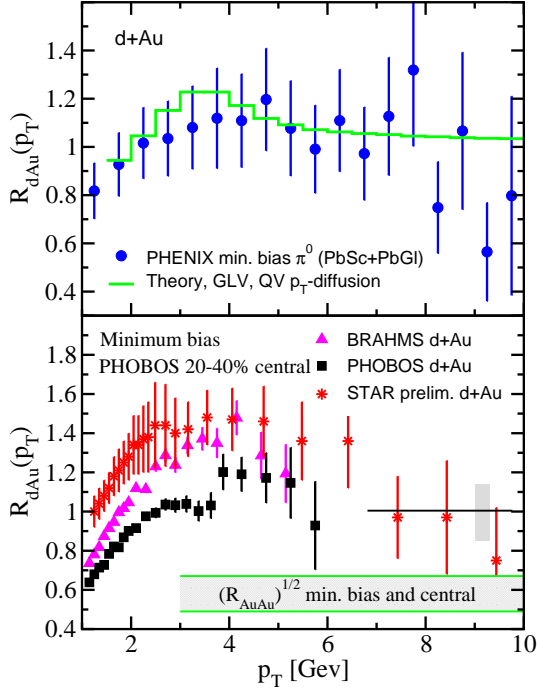 d+Au
R_dAu(p_T)
1.4
1.2
1
0.8
0.6
0.4
PHENIX min. bias π^0 (PbSc+PbGl)
Theory, GLV, QV p_T-diffusion
Minimum bias
PHOBOS 20-40% central
BRAHMS d+Au
PHOBOS d+Au
STAR prelim. d+Au
R_dAu(p_T)
1.8
1.6
1.4
1.2
1
0.8
0.6
0.4
(R_AuAu)^1/2 min. bias and central
2 4 6 8 10
p_T [Gev]